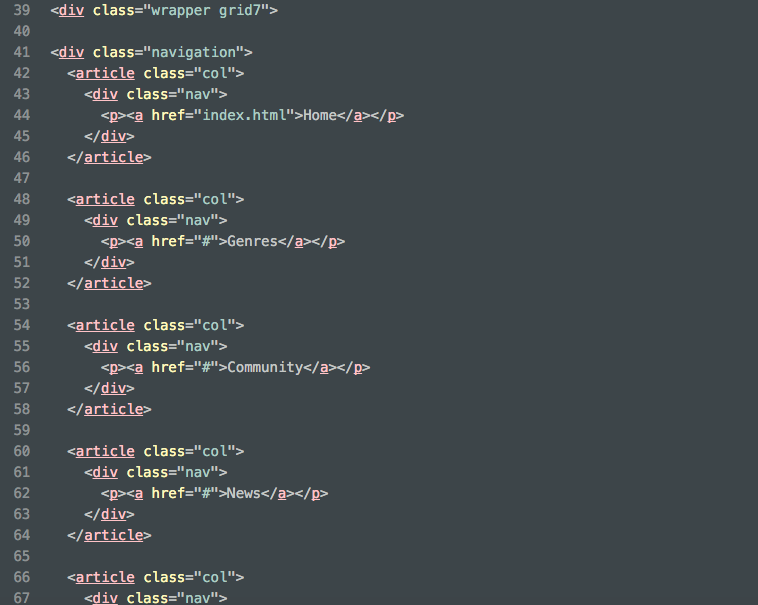 39 <div class="wrapper grid7">
40
41 <div class="navigation">
42 <article class="col">
43 <div class="nav">
44 <p><a href="index.html">Home</a></p>
45 </div>
46 </article>
47
48 <article class="col">
49 <div class="nav">
50 <p><a href="#">Genres</a></p>
51 </div>
52 </article>
53
54 <article class="col">
55 <div class="nav">
56 <p><a href="#">Community</a></p>
57 </div>
58 </article>
59
60 <article class="col">
61 <div class="nav">
62 <p><a href="#">News</a></p>
63 </div>
64 </article>
65
66 <article class="col">
67 <div class="nav">